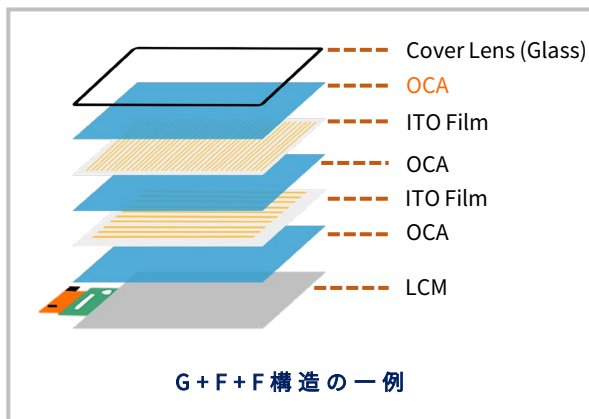 Cover Lens (Glass)
OCA
ITO Film
OCA
ITO Film
OCA
LCM
G+F+F構造の一例